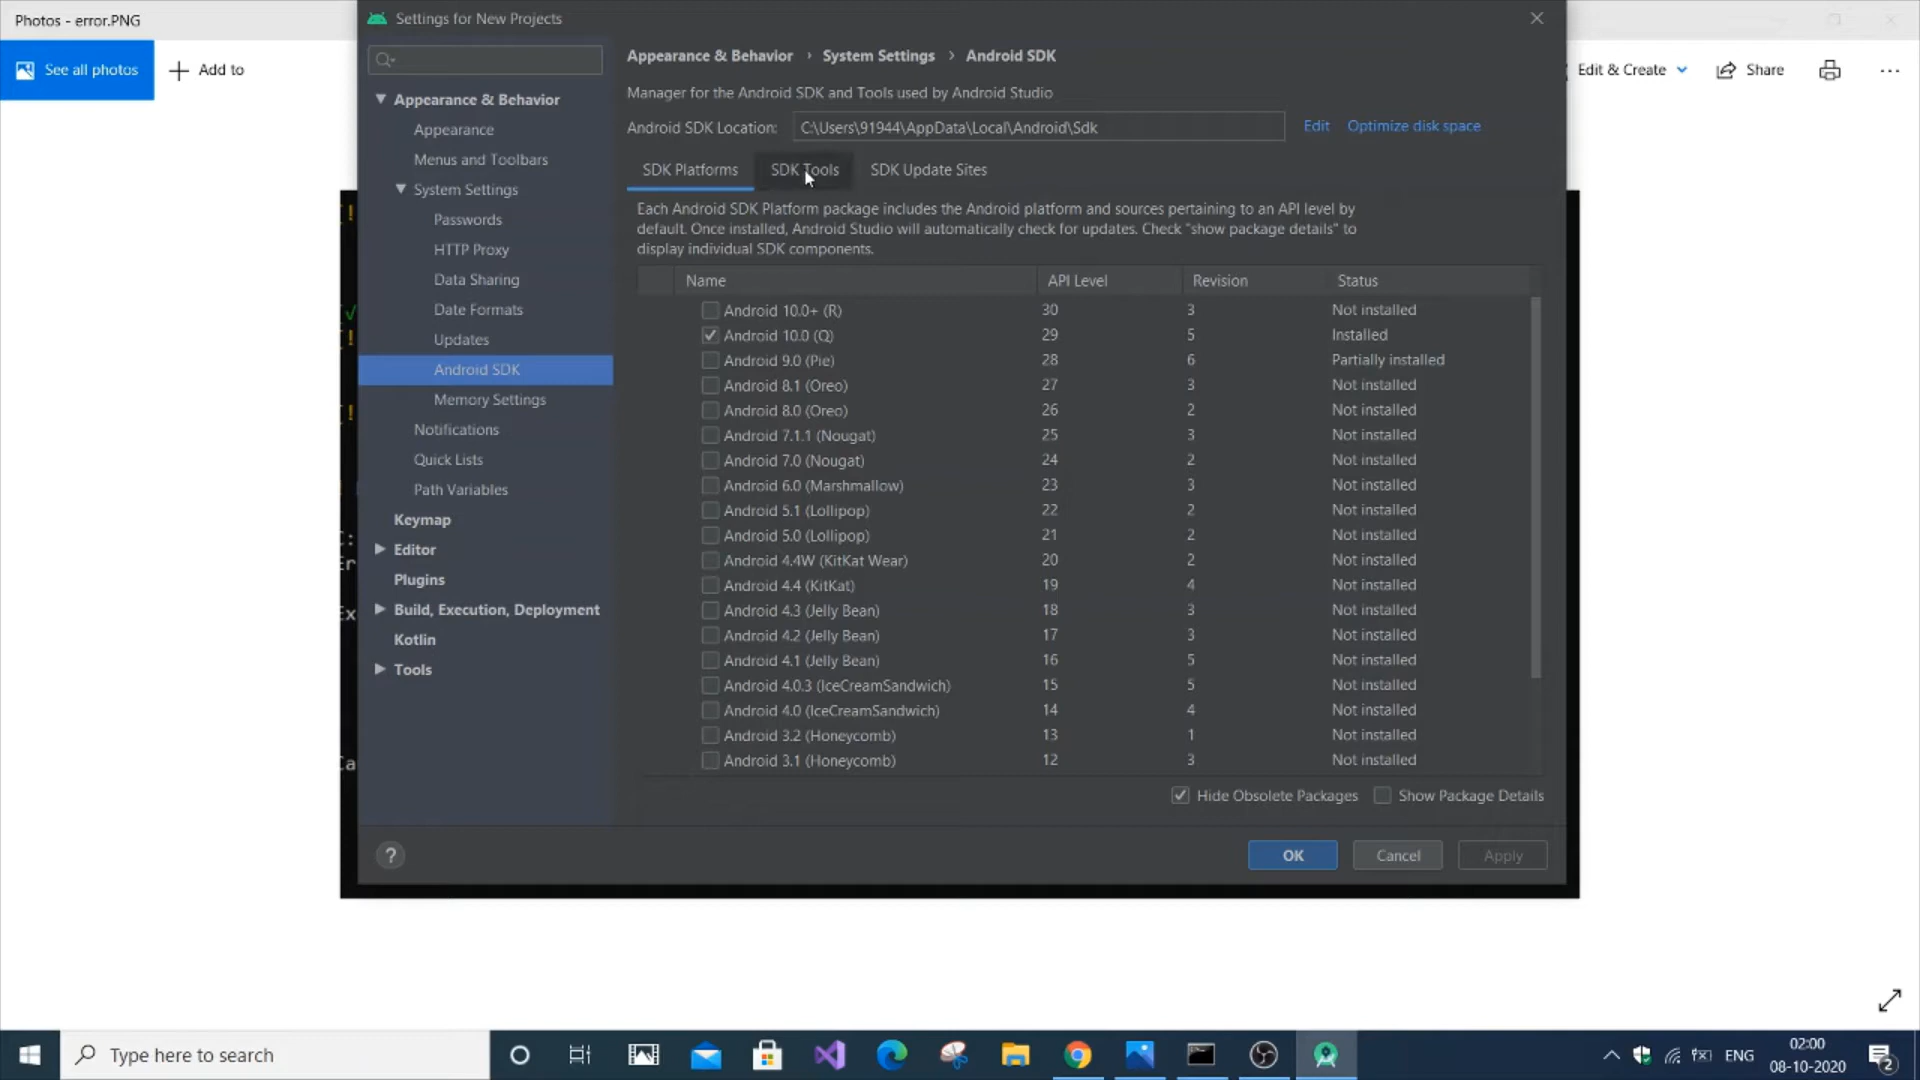 Photos - error.PNG
See all photos
Add to
Edit & Create
Share
Settings for New Projects
Appearance & Behavior
Appearance
Menus and Toolbars
System Settings
Passwords
HTTP Proxy
Data Sharing
Date Formats
Updates
Android SDK
Memory Settings
Notifications
Quick Lists
Path Variables
Keymap
Editor
Plugins
Build, Execution, Deployment
Kotlin
Tools
Appearance & Behavior › System Settings › Android SDK
Manager for the Android SDK and Tools used by Android Studio
Android SDK Location: C:\Users\91944\AppData\Local\Android\Sdk Edit Optimize disk space
SDK Platforms SDK Tools SDK Update Sites
Each Android SDK Platform package includes the Android platform and sources pertaining to an API level by
default. Once installed, Android Studio will automatically check for updates. Check "show package details" to
display individual SDK components.
Name API Level Revision Status
Android 10.0+ (R) 30 3 Not installed
Android 10.0 (Q) 29 5 Installed
Android 9.0 (Pie) 28 6 Partially installed
Android 8.1 (Oreo) 27 3 Not installed
Android 8.0 (Oreo) 26 2 Not installed
Android 7.1.1 (Nougat) 25 3 Not installed
Android 7.0 (Nougat) 24 2 Not installed
Android 6.0 (Marshmallow) 23 3 Not installed
Android 5.1 (Lollipop) 22 2 Not installed
Android 5.0 (Lollipop) 21 2 Not installed
Android 4.4W (KitKat Wear) 20 2 Not installed
Android 4.4 (KitKat) 19 4 Not installed
Android 4.3 (Jelly Bean) 18 3 Not installed
Android 4.2 (Jelly Bean) 17 3 Not installed
Android 4.1 (Jelly Bean) 16 5 Not installed
Android 4.0.3 (IceCreamSandwich) 15 5 Not installed
Android 4.0 (IceCreamSandwich) 14 4 Not installed
Android 3.2 (Honeycomb) 13 1 Not installed
Android 3.1 (Honeycomb) 12 3 Not installed
Hide Obsolete Packages Show Package Details
? OK Cancel Apply
Type here to search
ENG
02:00
08-10-2020
2